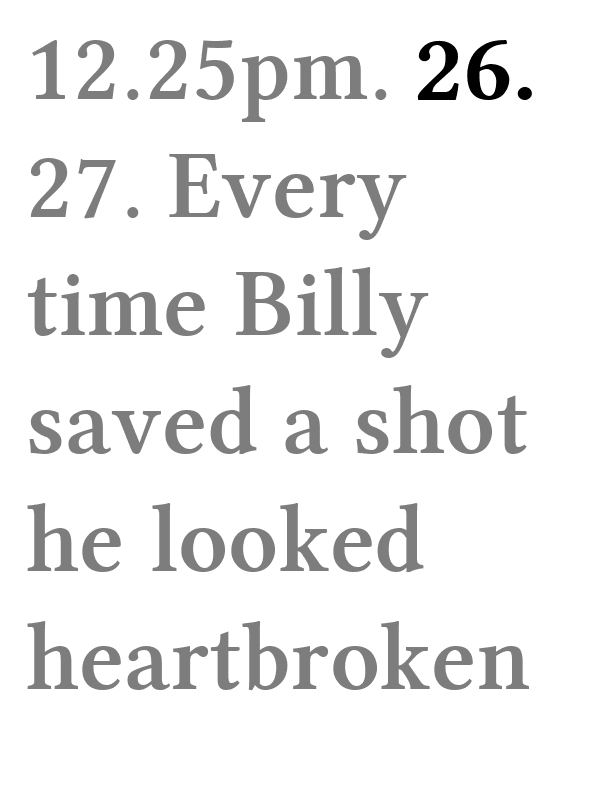 12.25pm. 26.
27. Every
time Billy
saved a shot
he looked
heartbroken